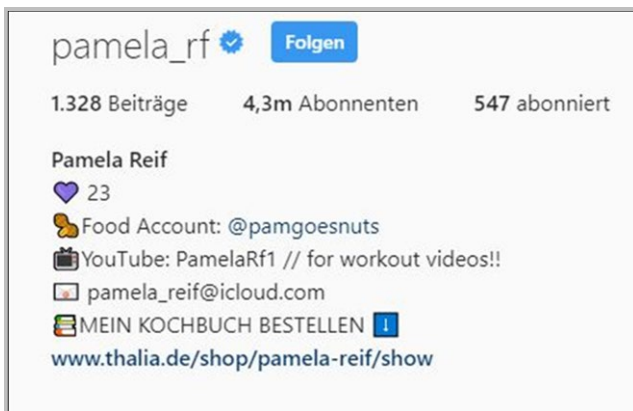 pamela_rf Folgen
1.328 Beiträge 4,3m Abonnenten 547 abonniert
Pamela Reif
💜 23
🥜Food Account: @pamgoesnuts
📺YouTube: PamelaRf1 // for workout videos!!
💌 pamela_reif@icloud.com
📚MEIN KOCHBUCH BESTELLEN ⬇️
www.thalia.de/shop/pamela-reif/show